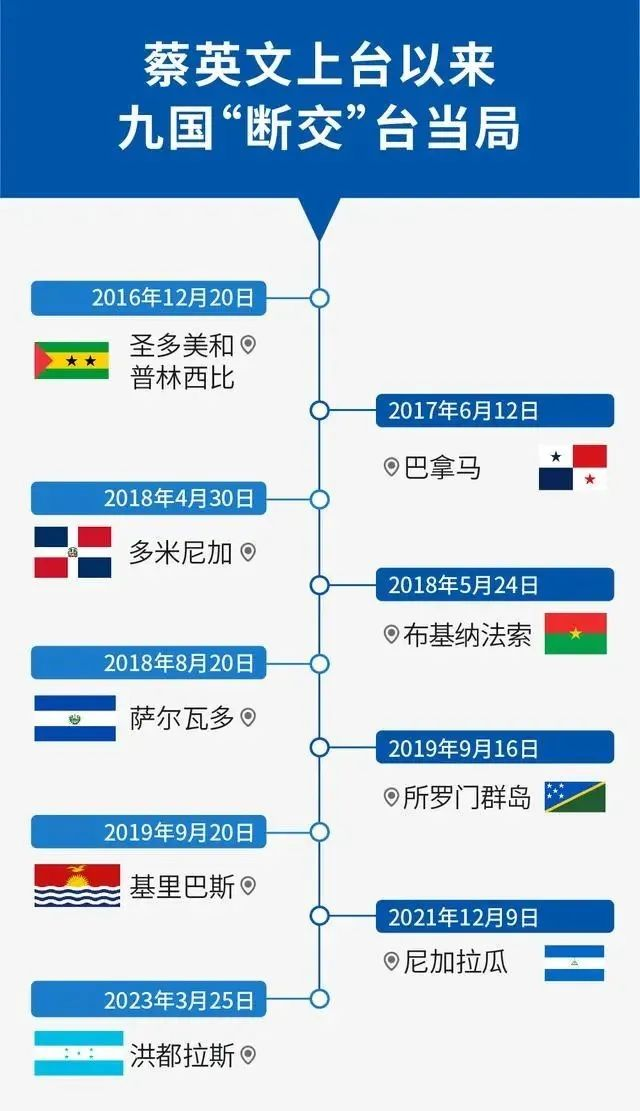 蔡英文上台以来
九国“断交”台当局
2016年12月20日
圣多美和
普林西比
2017年6月12日
巴拿马
2018年4月30日
多米尼加
2018年5月24日
布基纳法索
2018年8月20日
萨尔瓦多
2019年9月16日
所罗门群岛
2019年9月20日
基里巴斯
2021年12月9日
尼加拉瓜
2023年3月25日
洪都拉斯